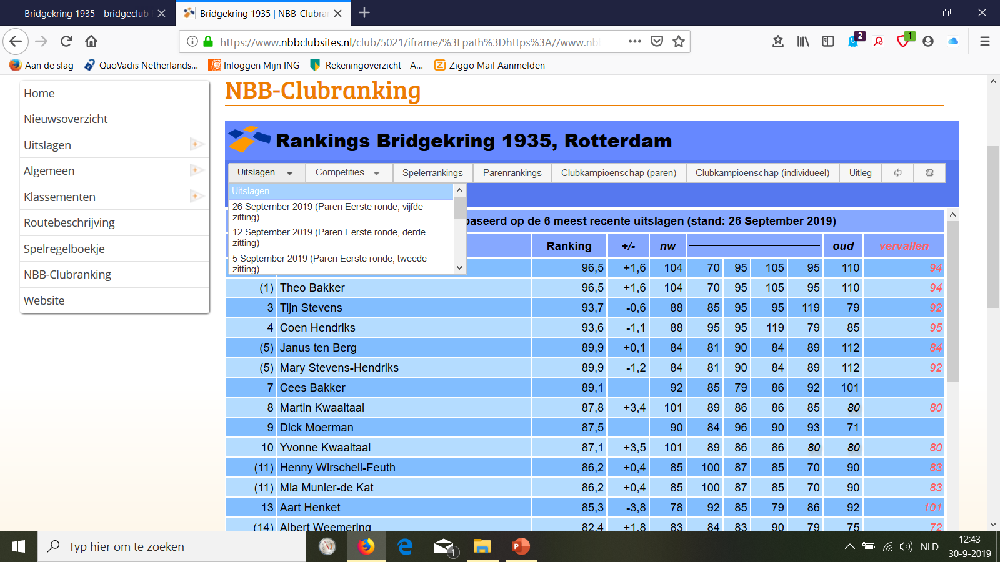 Bridgekring 1935 - bridgeclub
Bridgekring 1935 | NBB-Clubra
https://www.nbbclubsites.nl/club/5021/iframe/%3Fpath%3Dhttps%3A//www.nb
2
1
Aan de slag
QuoVadis Netherlands...
Inloggen Mijn ING
Rekeningoverzicht - A...
Ziggo Mail Aanmelden
Home
Nieuwsoverzicht
Uitslagen
Algemeen
Klassementen
Routebeschrijving
Spelregelboekje
NBB-Clubranking
Website
NBB-Clubranking
Rankings Bridgekring 1935, Rotterdam
Uitslagen Competities Spelerrankings Parenrankings Clubkampioenschap (paren) Clubkampioenschap (individueel) Uitleg
Uitslagen
26 September 2019 (Paren Eerste ronde, vijfde
zitting)
12 September 2019 (Paren Eerste ronde, derde
zitting)
5 September 2019 (Paren Eerste ronde, tweede
zitting)
baseerd op de 6 meest recente uitslagen (stand: 26 September 2019)
Ranking +/- nw oud vervallen
96,5 +1,6 104 70 95 105 95 110 94
(1) Theo Bakker 96,5 +1,6 104 70 95 105 95 110 94
3 Tijn Stevens 93,7 -0,6 88 85 95 95 119 79 92
4 Coen Hendriks 93,6 -1,1 88 95 95 119 79 85 95
(5) Janus ten Berg 89,9 +0,1 84 81 90 84 89 112 84
(5) Mary Stevens-Hendriks 89,9 -1,2 84 81 90 84 89 112 92
7 Cees Bakker 89,1 92 85 79 86 92 101
8 Martin Kwaaitaal 87,8 +3,4 101 89 86 86 85 80 80
9 Dick Moerman 87,5 90 84 96 90 93 71
10 Yvonne Kwaaitaal 87,1 +3,5 101 89 86 86 80 80 80
(11) Henny Wirschell-Feuth 86,2 +0,4 85 100 87 85 70 90 83
(11) Mia Munier-de Kat 86,2 +0,4 85 100 87 85 70 90 83
13 Aart Henket 85,3 -3,8 78 92 85 79 86 92 101
(14) Albert Weemering 82,4 +1,8 83 84 83 90 79 75 72
Typ hier om te zoeken
1
NLD
12:43
30-9-2019